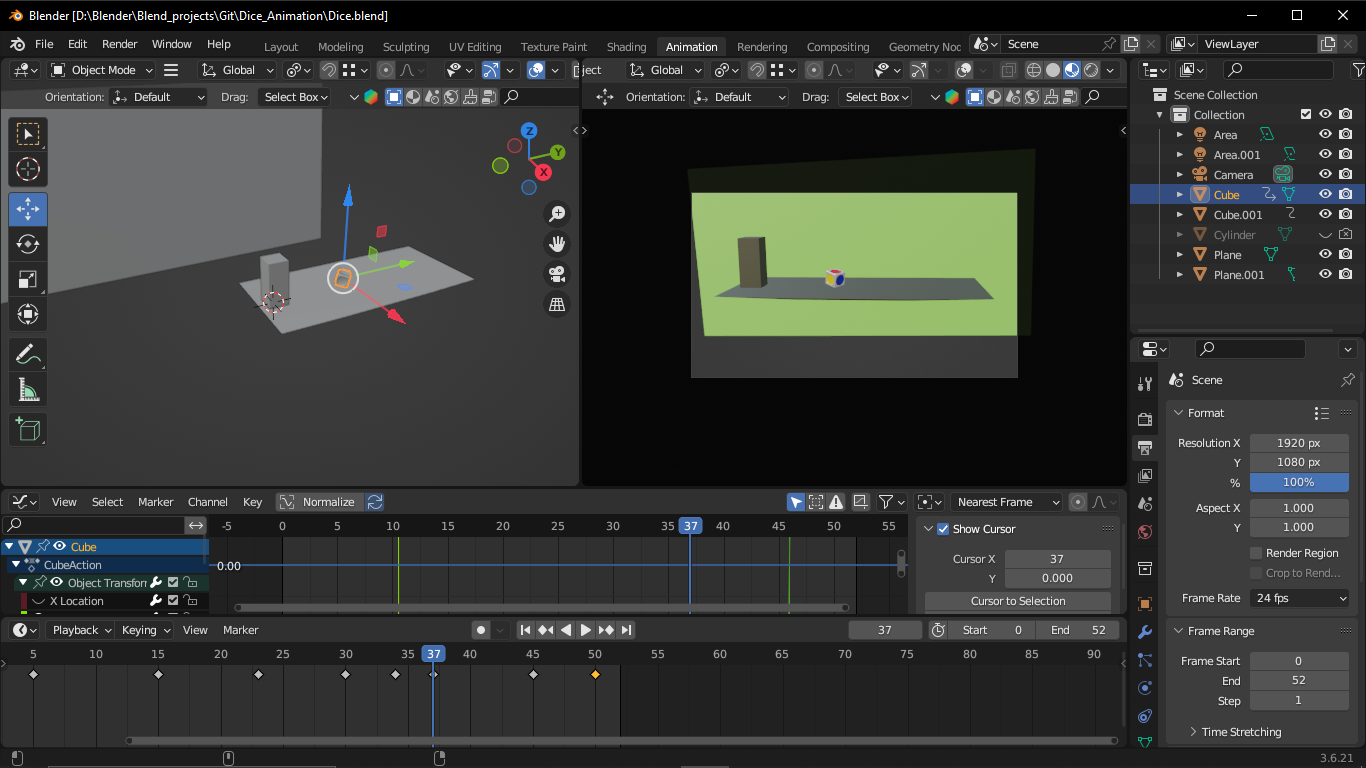 Blender [D:\Blender\Blend_projects\Git\Dice_Animation\Dice.blend]
File Edit Render Window Help Layout Modeling Sculpting UV Editing Texture Paint Shading Animation Rendering Compositing Geometry Noc Scene ViewLayer
Object Mode Global ject Global
Orientation: Default Drag: Select Box Orientation: Default Drag: Select Box
Z
Y
X
Scene Collection
Collection
Area
Area.001
Camera
Cube
Cube.001
Cylinder
Plane
Plane.001
Scene
Format
Resolution X 1920 px
Y 1080 px
% 100%
Aspect X 1.000
Y 1.000
Render Region
Crop to Rend...
Frame Rate 24 fps
Frame Range
Frame Start 0
End 52
Step 1
Time Stretching
View Select Marker Channel Key Normalize Nearest Frame
-5 0 5 10 15 20 25 30 35 37 40 45 50 55
Cube
CubeAction
Object Transforn
X Location
0.00
Show Cursor
Cursor X 37
Y 0.000
Cursor to Selection
Playback Keying View Marker 37 Start 0 End 52
5 10 15 20 25 30 35 37 40 45 50 55 60 65 70 75 80 85 90
3.6.21